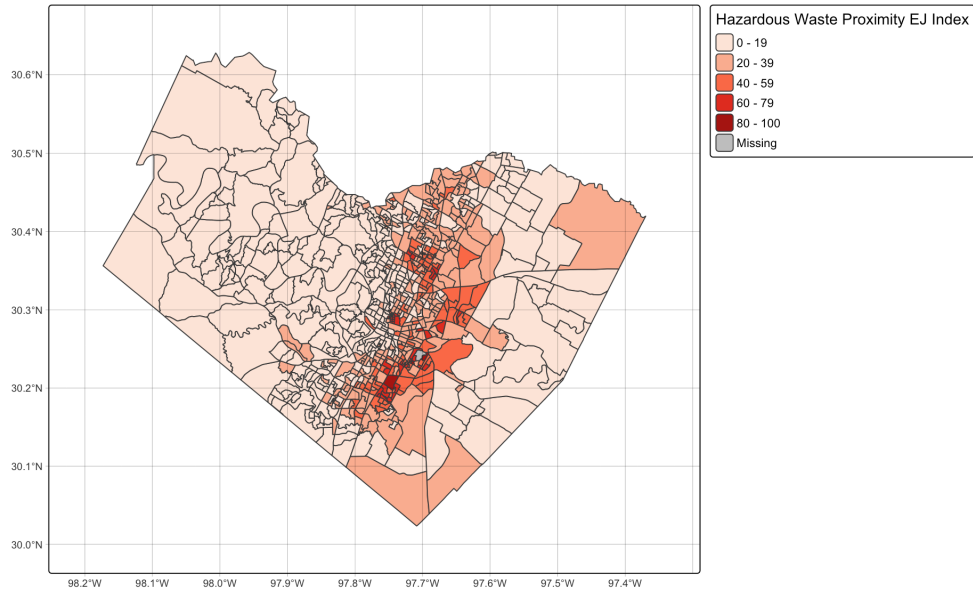 Hazardous Waste Proximity EJ Index
0 - 19
20 - 39
40 - 59
60 - 79
80 - 100
Missing
30.6°N
30.5°N
30.4°N
30.3°N
30.2°N
30.1°N
30.0°N
98.2°W 98.1°W 98.0°W 97.9°W 97.8°W 97.7°W 97.6°W 97.5°W 97.4°W